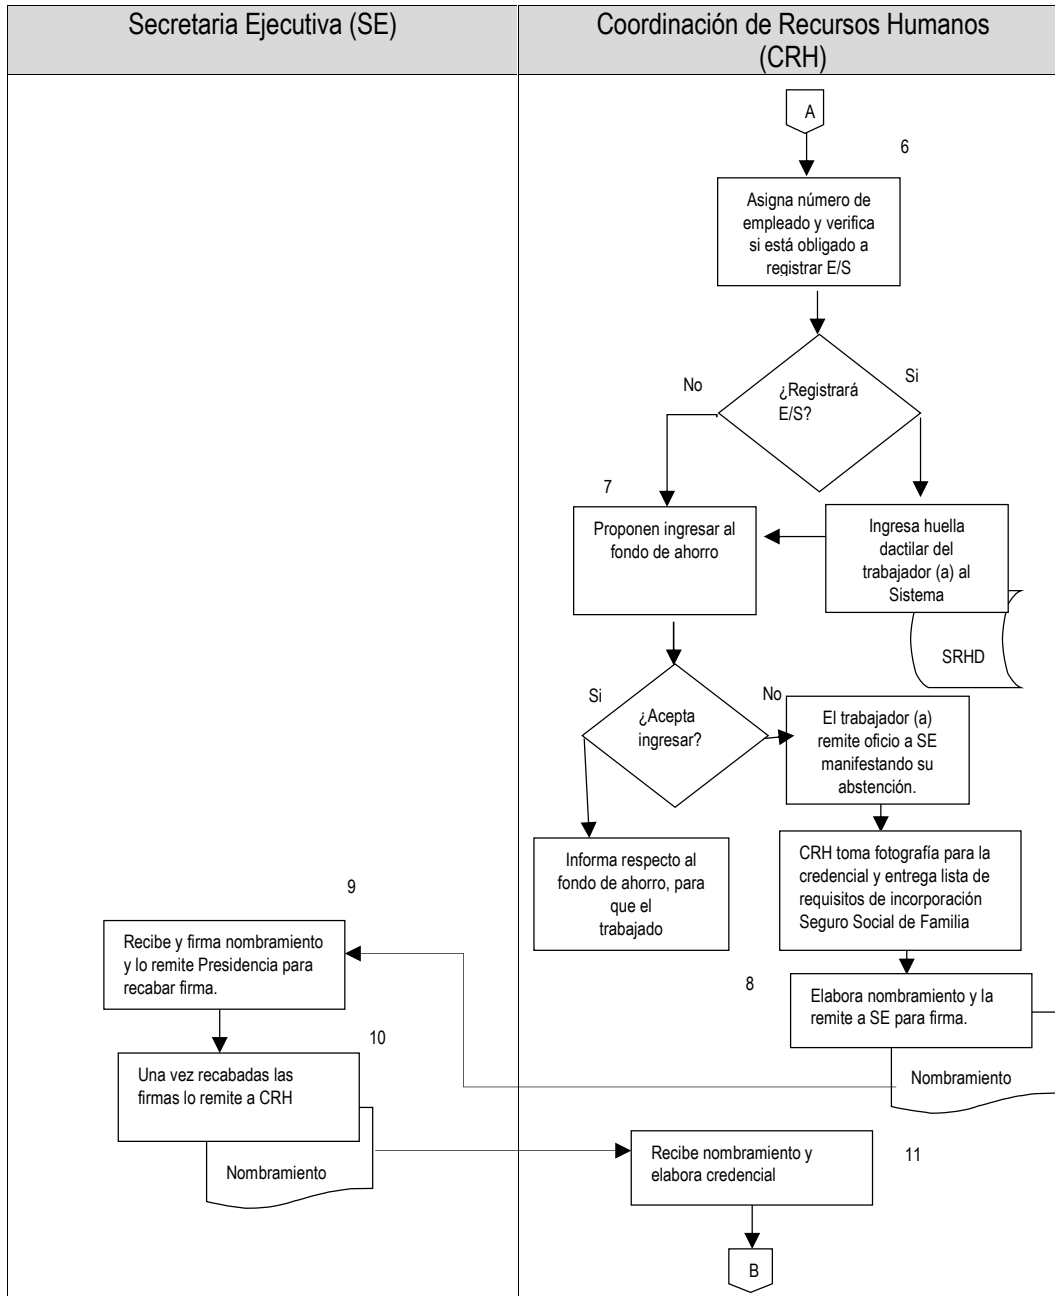 Secretaria Ejecutiva (SE)
Coordinación de Recursos Humanos
(CRH)
A
6
Asigna número de
empleado y verifica
si está obligado a
registrar E/S
No
¿Registrará
E/S?
Si
7
Proponen ingresar al
fondo de ahorro
Ingresa huella
dactilar del
trabajador (a) al
Sistema
SRHD
Si
¿Acepta
ingresar?
No
El trabajador (a)
remite oficio a SE
manifestando su
abstención.
Informa respecto al
fondo de ahorro, para
que el
trabajado
CRH toma fotografía para la
credencial y entrega lista de
requisitos de incorporación
Seguro Social de Familia
9
Recibe y firma nombramiento
y lo remite Presidencia para
recabar firma.
8
Elabora nombramiento y la
remite a SE para firma.
Nombramiento
10
Una vez recabadas las
firmas lo remite a CRH
Nombramiento
Recibe nombramiento y
elabora credencial
11
B